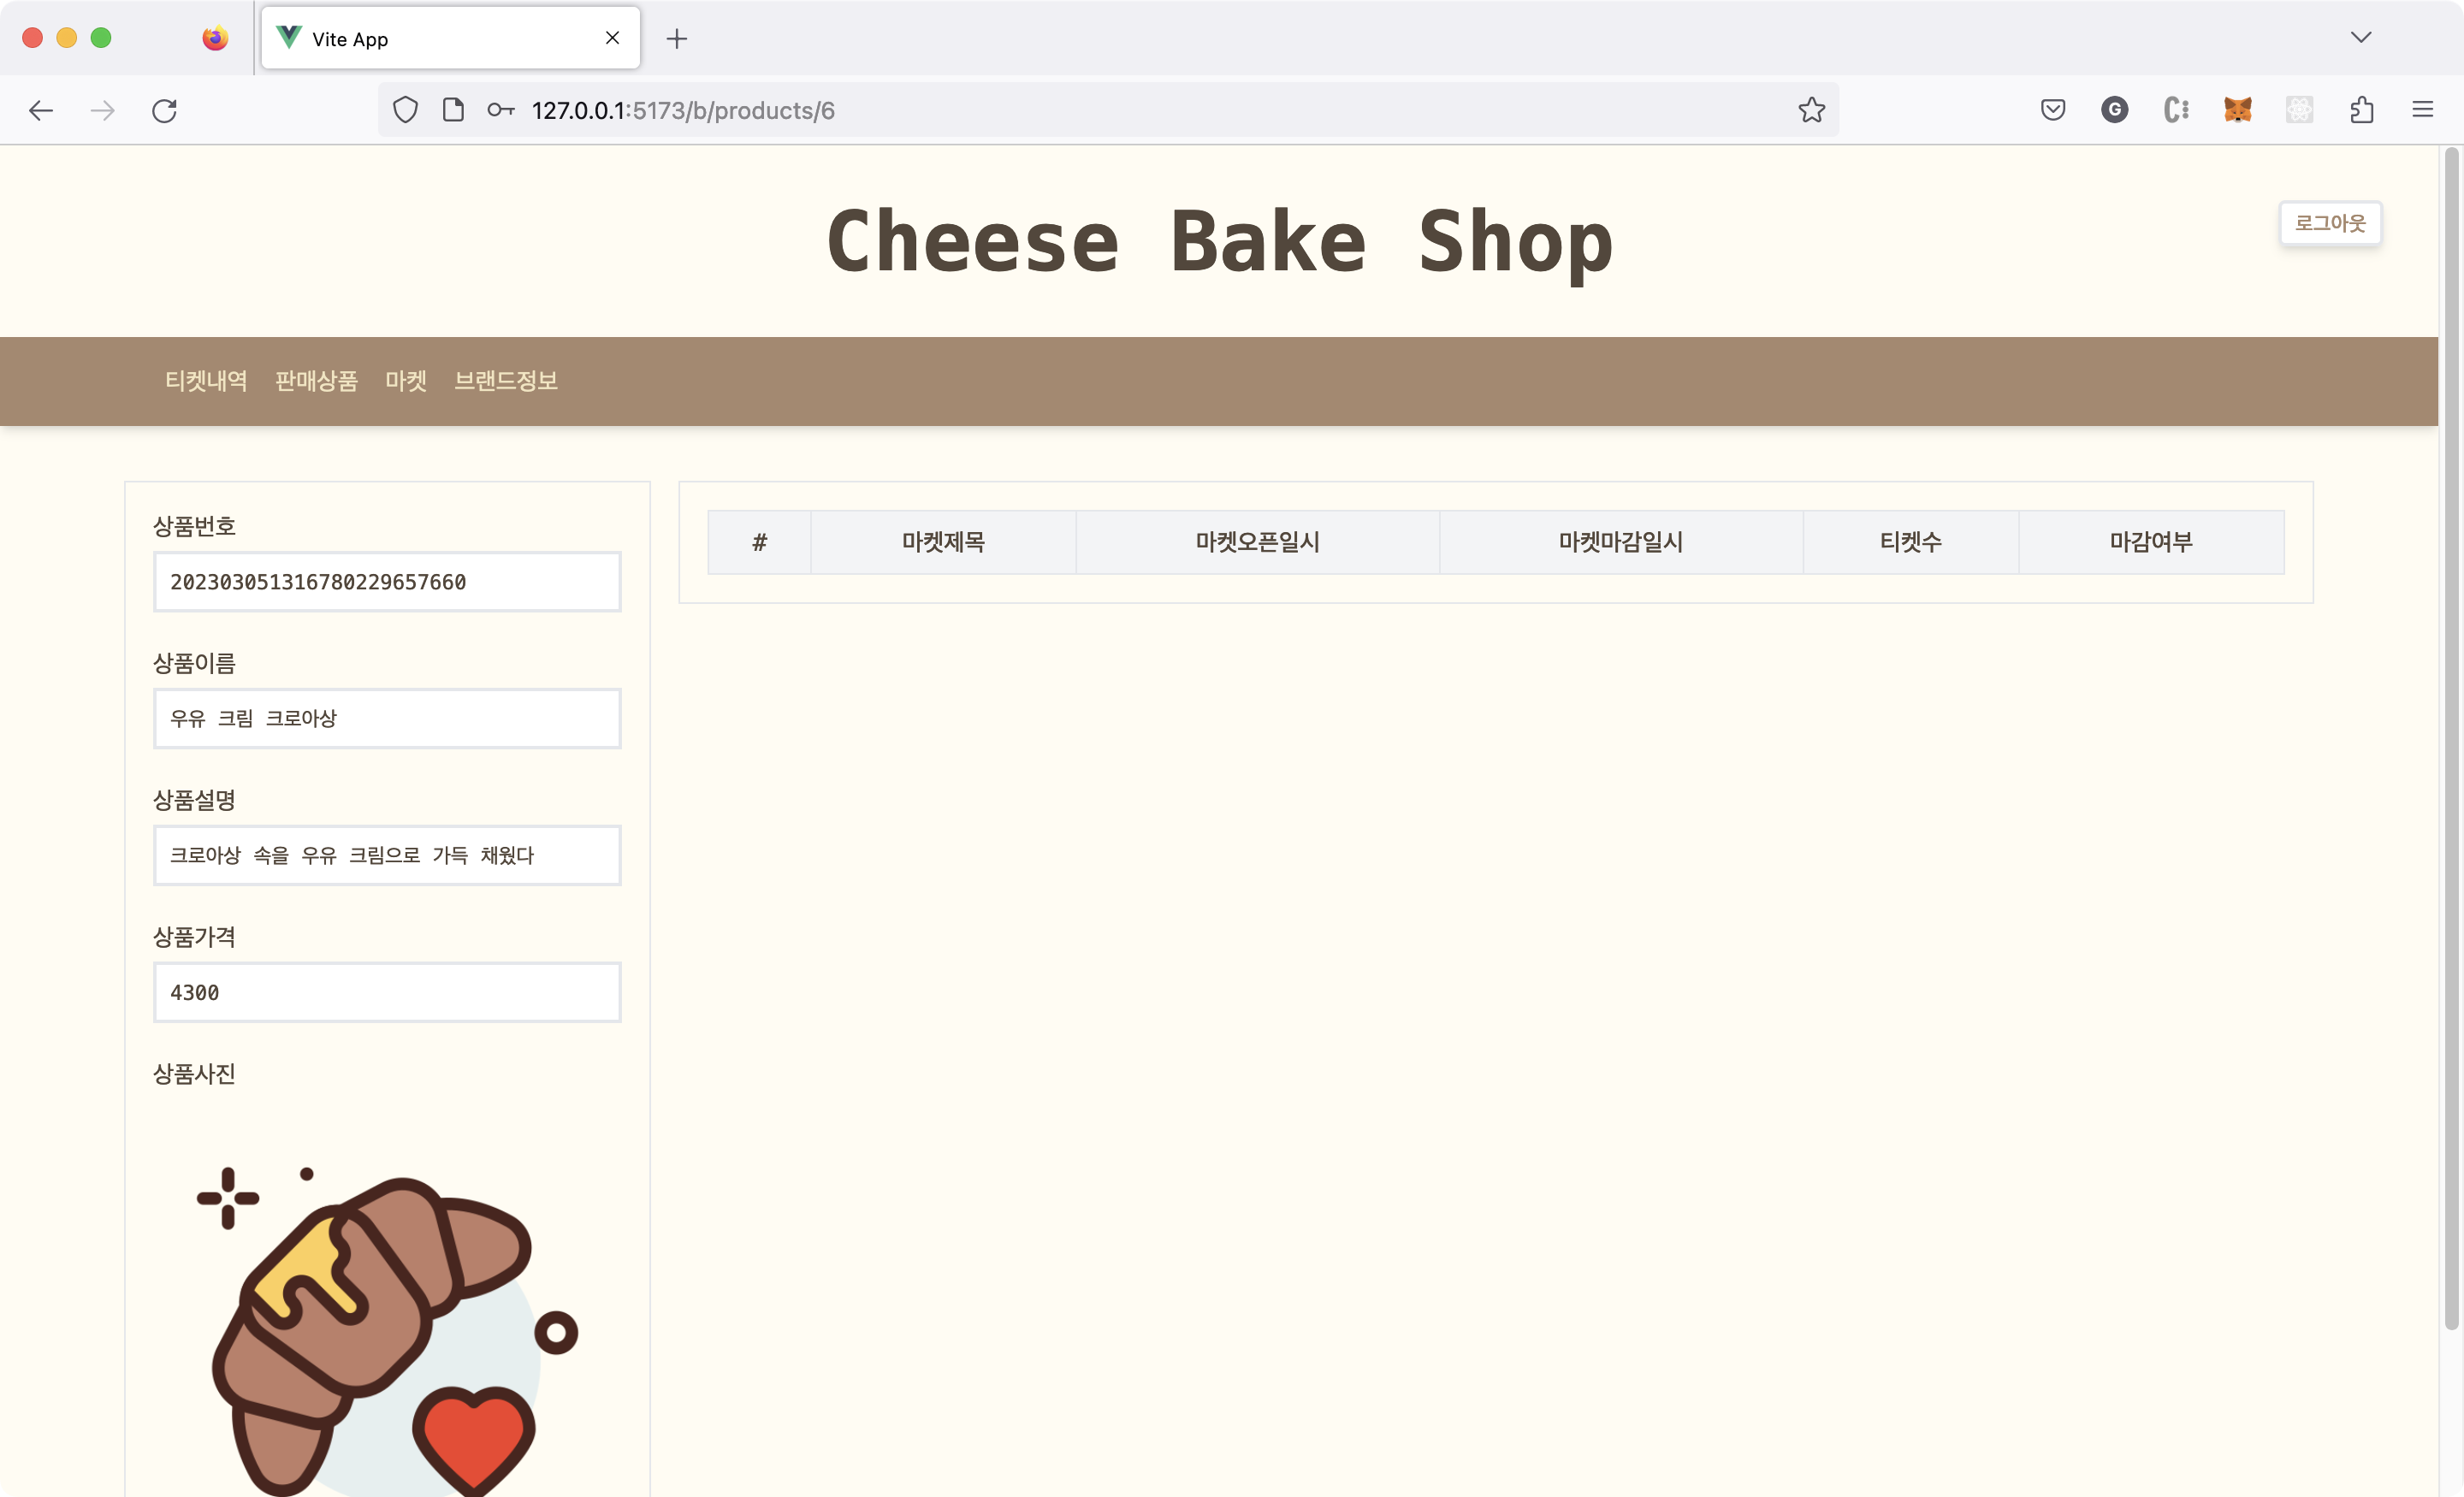 Vite App
127.0.0.1:5173/b/products/6
G
Cheese Bake Shop
로그아웃
티켓내역 판매상품 마켓 브랜드정보
상품번호
202303051316780229657660
상품이름
우유 크림 크로아상
상품설명
크로아상 속을 우유 크림으로 가득 채웠다
상품가격
4300
상품사진
# 마켓제목 마켓오픈일시 마켓마감일시 티켓수 마감여부